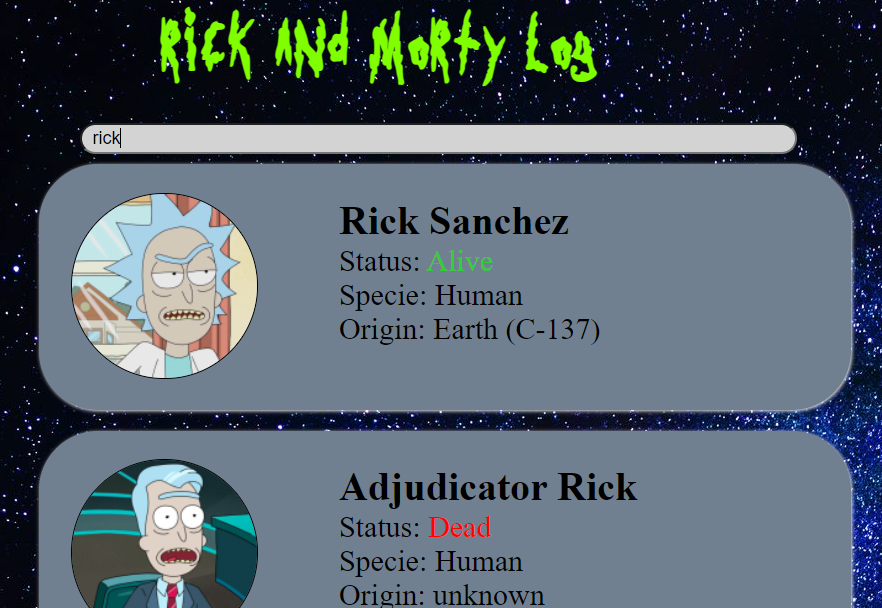 Rick AND MoRty Log
rick
Rick Sanchez
Status: Alive
Specie: Human
Origin: Earth (C-137)
Adjudicator Rick
Status: Dead
Specie: Human
Origin: unknown